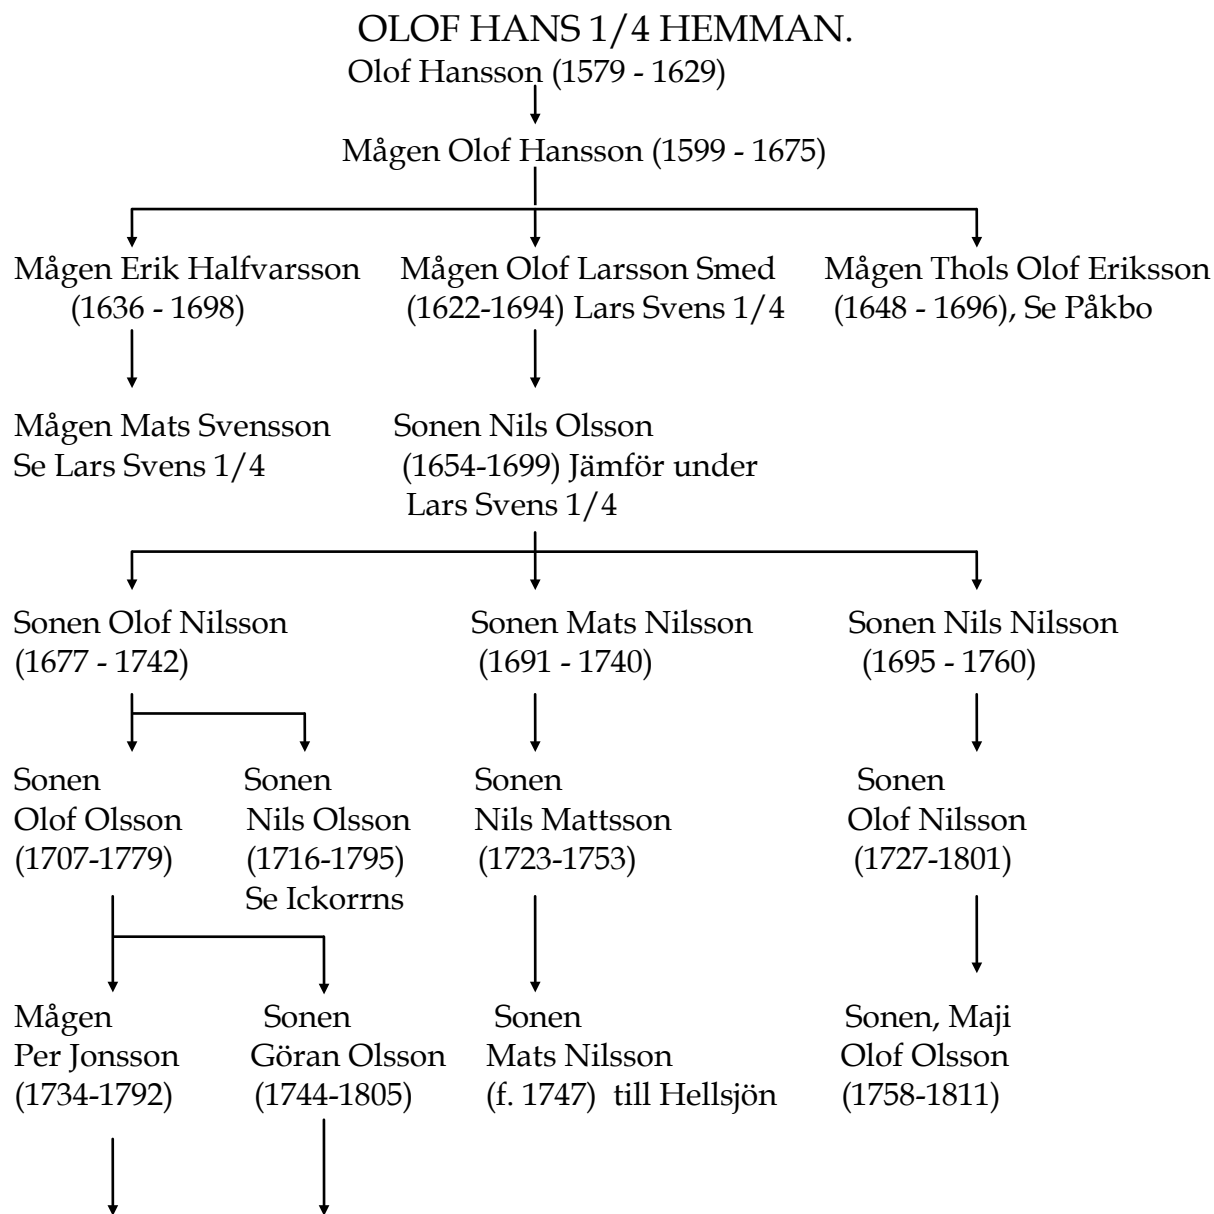 OLOF HANS 1/4 HEMMAN.
Olof Hansson (1579 - 1629)
Mågen Olof Hansson (1599 - 1675)
Mågen Erik Halfvarsson
(1636 - 1698)
Mågen Olof Larsson Smed
(1622-1694) Lars Svens 1/4
Mågen Thols Olof Eriksson
(1648 - 1696), Se Påkbo
Mågen Mats Svensson
Se Lars Svens 1/4
Sonen Nils Olsson
(1654-1699) Jämför under
Lars Svens 1/4
Sonen Olof Nilsson
(1677 - 1742)
Sonen Mats Nilsson
(1691 - 1740)
Sonen Nils Nilsson
(1695 - 1760)
Sonen
Olof Olsson
(1707-1779)
Sonen
Nils Olsson
(1716-1795)
Se Ickorrns
Sonen
Nils Mattsson
(1723-1753)
Sonen
Olof Nilsson
(1727-1801)
Mågen
Per Jonsson
(1734-1792)
Sonen
Göran Olsson
(1744-1805)
Sonen
Mats Nilsson
(f. 1747) till Hellsjön
Sonen, Maji
Olof Olsson
(1758-1811)